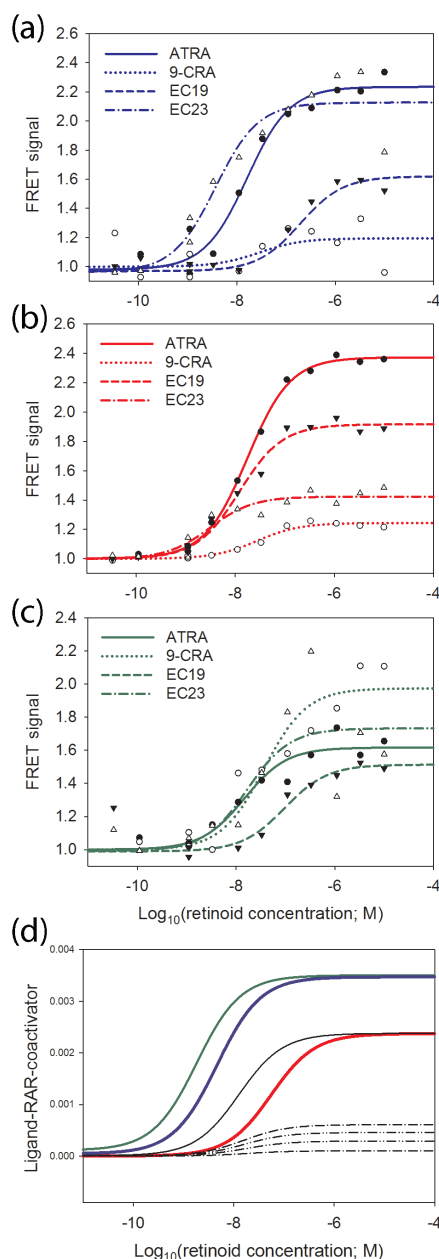 (a)
ATRA
9-CRA
EC19
EC23
FRET signal
2.6
2.4
2.2
2.0
1.8
1.6
1.4
1.2
1.0
-10 -8 -6 -4
(b)
ATRA
9-CRA
EC19
EC23
FRET signal
2.6
2.4
2.2
2.0
1.8
1.6
1.4
1.2
1.0
-10 -8 -6 -4
(c)
ATRA
9-CRA
EC19
EC23
FRET signal
2.4
2.2
2.0
1.8
1.6
1.4
1.2
1.0
-10 -8 -6 -4
Log10(retinoid concentration; M)
(d)
Ligand-RAR-coactivator
0.004
0.003
0.002
0.001
0.000
-10 -8 -6 -4
Log10(retinoid concentration; M)